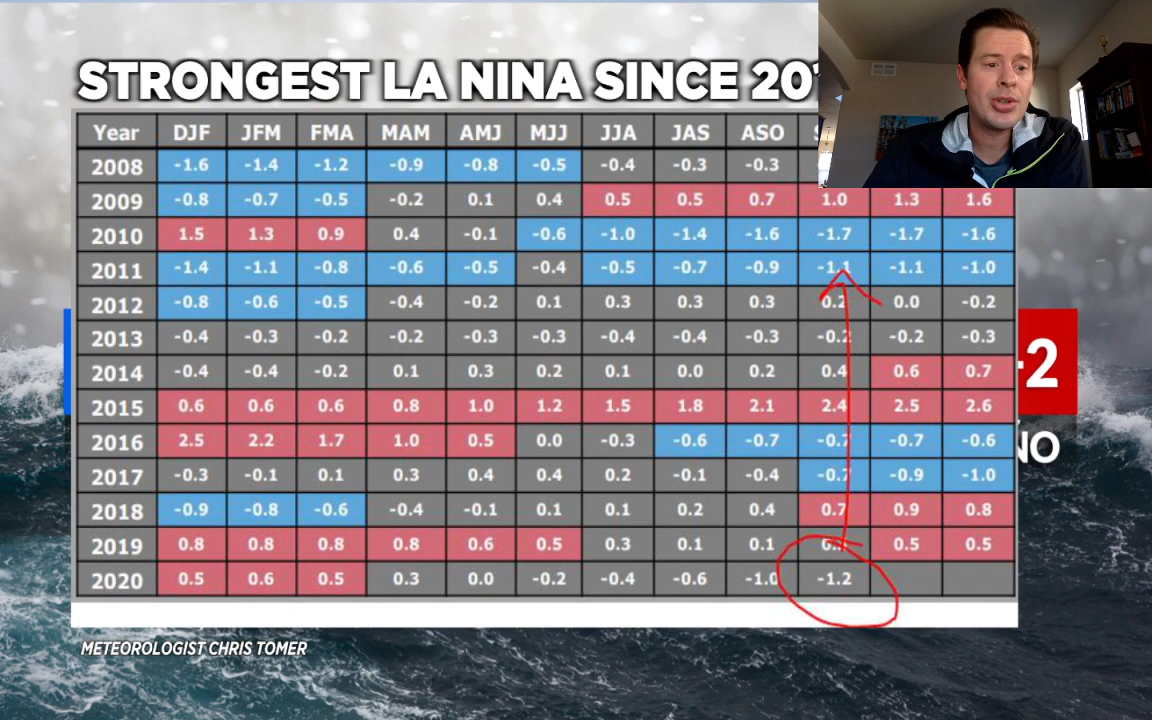 STRONGEST LA NINA SINCE
Year DJF JFM FMA MAM AMJ MJJ JJA JAS ASO
2008 -1.6 -1.4 -1.2 -0.9 -0.8 -0.5 -0.4 -0.3 -0.3
2009 -0.8 -0.7 -0.5 -0.2 0.1 0.4 0.5 0.5 0.7 1.0 1.3 1.6
2010 1.5 1.3 0.9 0.4 -0.1 -0.6 -1.0 -1.4 -1.6 -1.7 -1.7 -1.6
2011 -1.4 -1.1 -0.8 -0.6 -0.5 -0.4 -0.5 -0.7 -0.9 -1.1 -1.1 -1.0
2012 -0.8 -0.6 -0.5 -0.4 -0.2 0.1 0.3 0.3 0.3 0.2 0.0 -0.2
2013 -0.4 -0.3 -0.2 -0.2 -0.3 -0.3 -0.4 -0.4 -0.3 -0.2 -0.2 -0.3
2014 -0.4 -0.4 -0.2 0.1 0.3 0.2 0.1 0.0 0.2 0.4 0.6 0.7
2015 0.6 0.6 0.6 0.8 1.0 1.2 1.5 1.8 2.1 2.4 2.5 2.6
-2
2016 2.5 2.2 1.7 1.0 0.5 0.0 -0.3 -0.6 -0.7 -0.7 -0.7 -0.6
2017 -0.3 -0.1 0.1 0.3 0.4 0.4 0.2 -0.1 -0.4 -0.7 -0.9 -1.0
2018 -0.9 -0.8 -0.6 -0.4 -0.1 0.1 0.1 0.2 0.4 0.7 0.9 0.8
2019 0.8 0.8 0.8 0.8 0.6 0.5 0.3 0.1 0.1 0.5 0.5
2020 0.5 0.6 0.5 0.3 0.0 -0.2 -0.4 -0.6 -1.0 -1.2
METEOROLOGIST CHRIS TOMER